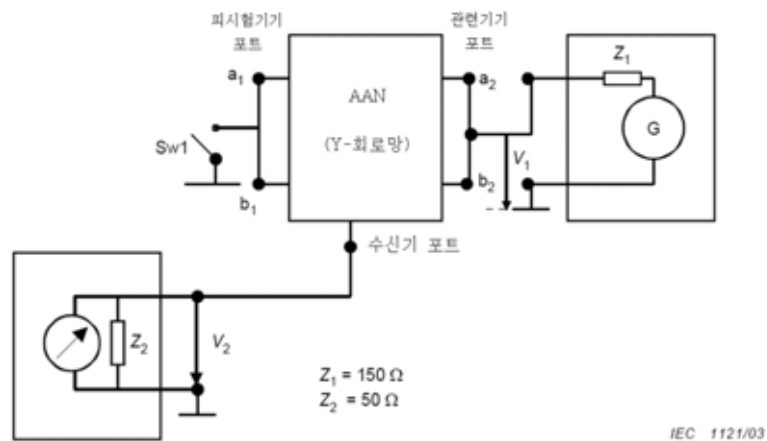 피시험기기
포트
관련기기
포트
a₁
AAN
(Y-회로망)
a₂
Z₁
G
Sw1
V₁
b₁
b₂
수신기 포트
Z₂
V₂
Z₁ = 150 Ω
Z₂ = 50 Ω
IEC 1121/03